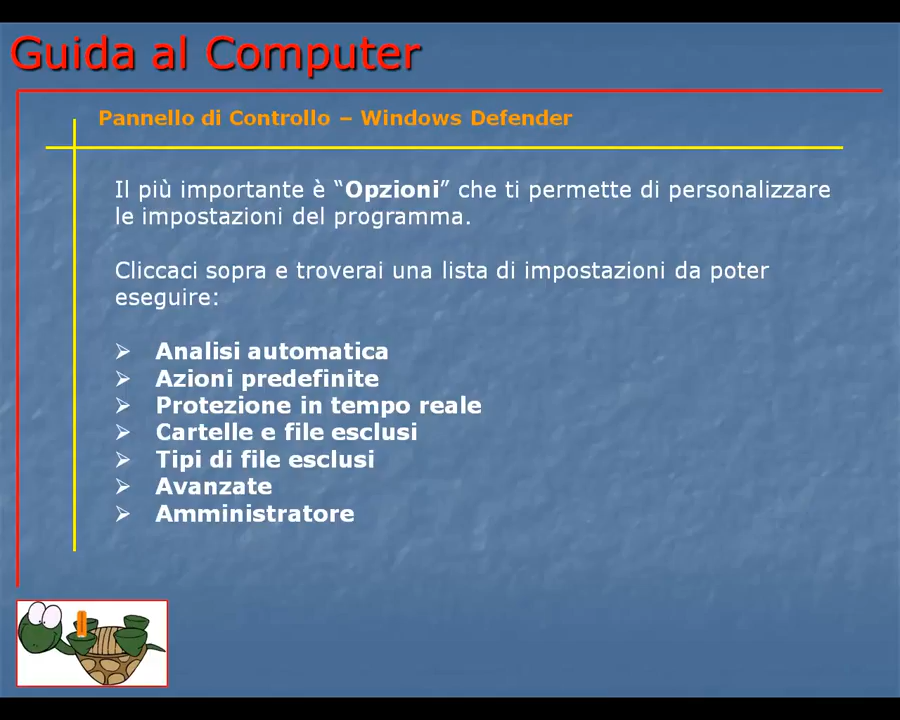 Guida al Computer
Pannello di Controllo – Windows Defender
Il più importante è “Opzioni” che ti permette di personalizzare
le impostazioni del programma.
Cliccaci sopra e troverai una lista di impostazioni da poter
eseguire:
Analisi automatica
Azioni predefinite
Protezione in tempo reale
Cartelle e file esclusi
Tipi di file esclusi
Avanzate
Amministratore